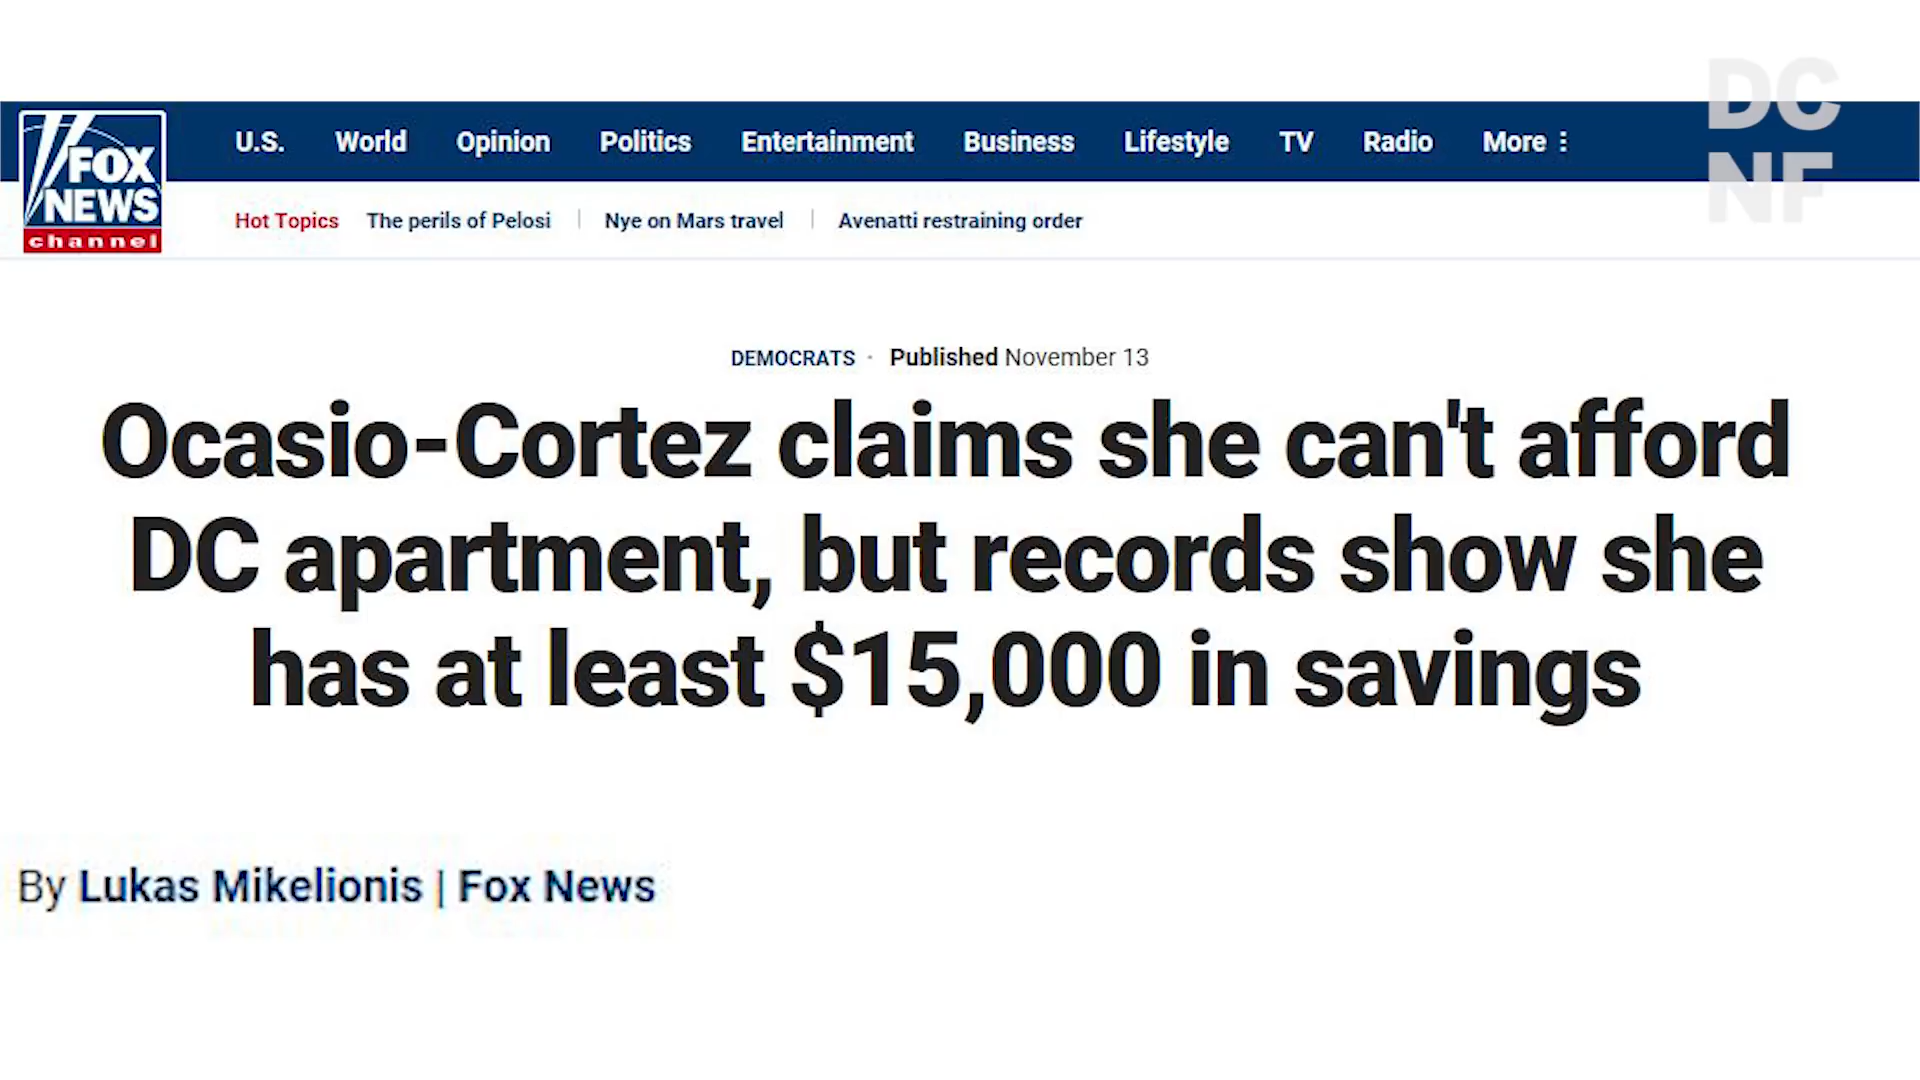 DC
NF
FOX
NEWS
channel
U.S. World Opinion Politics Entertainment Business Lifestyle TV Radio More
Hot Topics The perils of Pelosi | Nye on Mars travel | Avenatti restraining order
DEMOCRATS · Published November 13
Ocasio-Cortez claims she can't afford
DC apartment, but records show she
has at least $15,000 in savings
By Lukas Mikelionis | Fox News